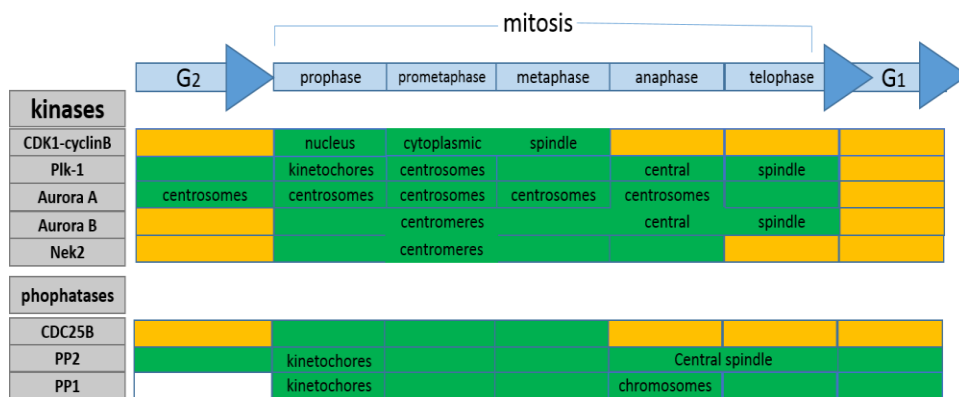 mitosis
G2 prophase prometaphase metaphase anaphase telophase G1
kinases
CDK1-cyclinB nucleus cytoplasmic spindle
Plk-1 kinetochores centrosomes central spindle
Aurora A centrosomes centrosomes centrosomes centrosomes centrosomes
Aurora B centromeres central spindle
Nek2 centromeres
phophatases
CDC25B
PP2 kinetochores Central spindle
PP1 kinetochores chromosomes